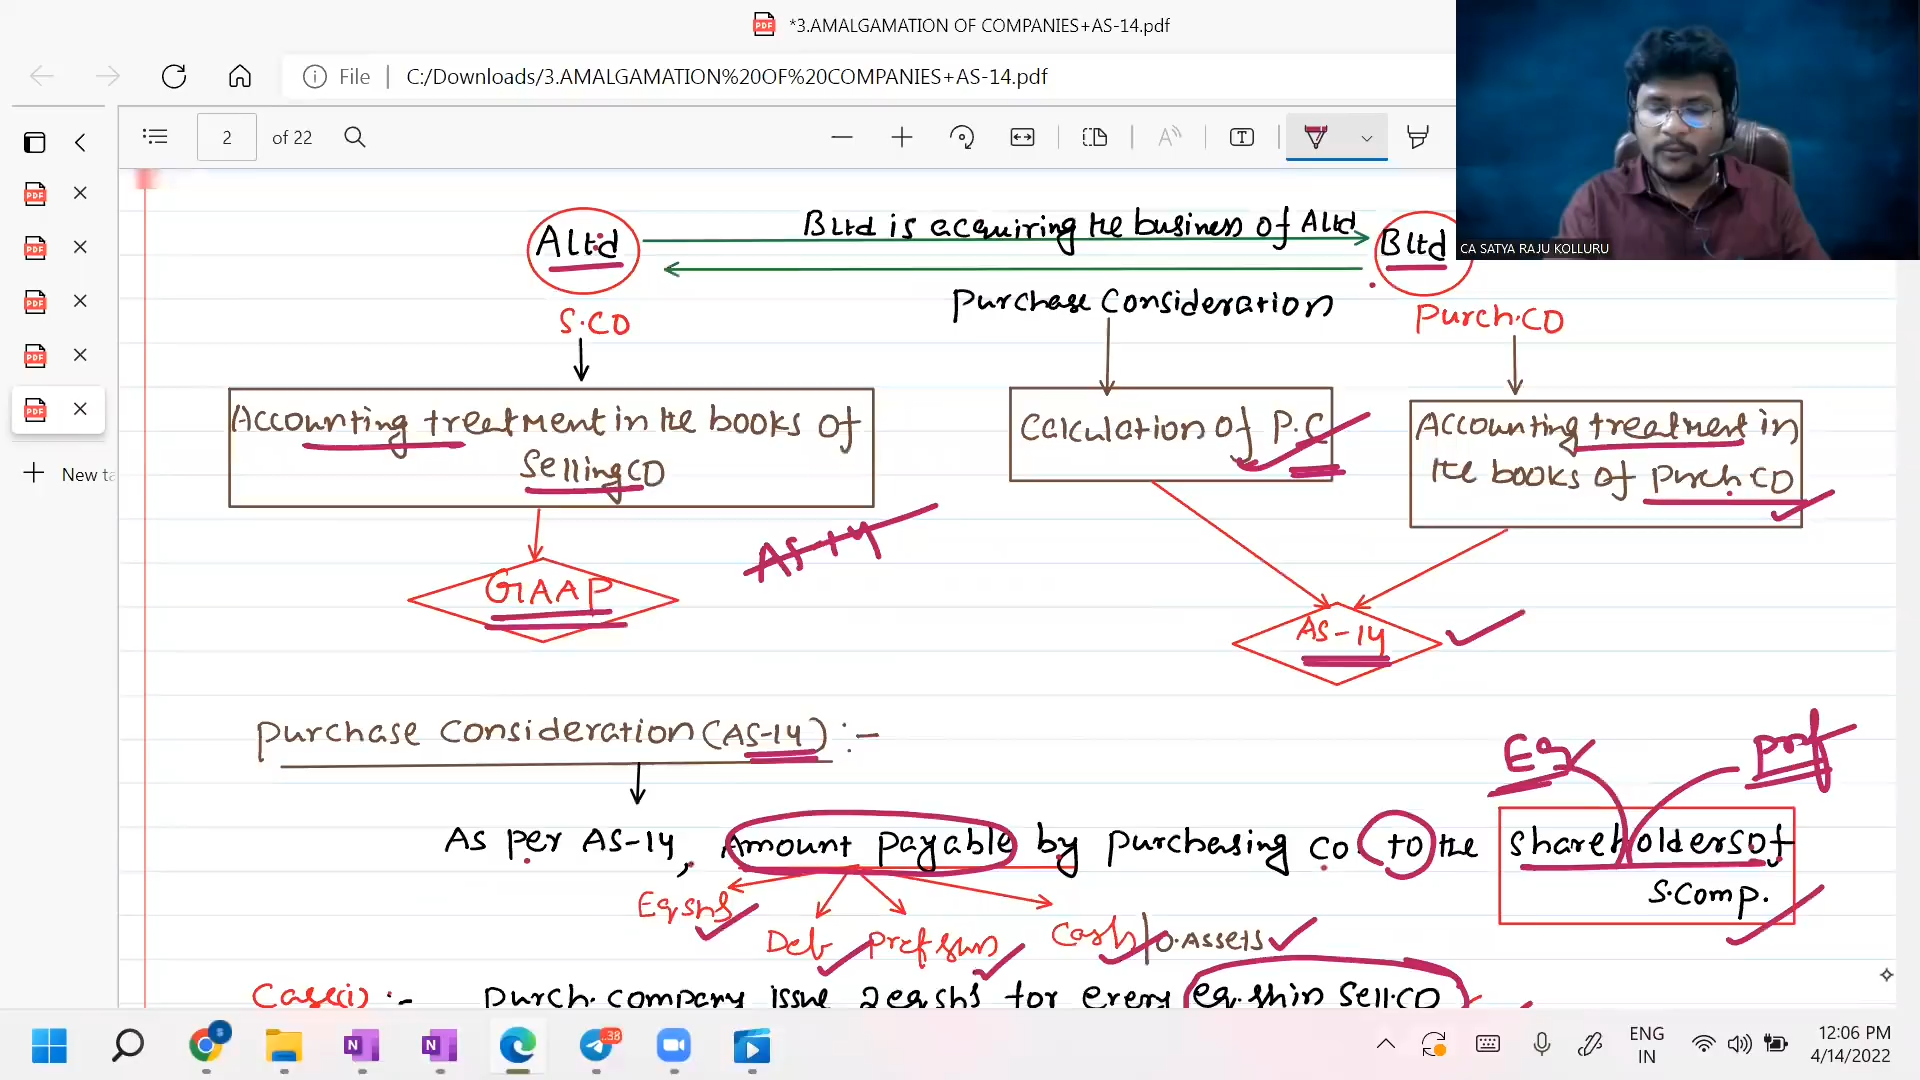 *3.AMALGAMATION OF COMPANIES+AS-14.pdf
File
C:/Downloads/3.AMALGAMATION%20OF%20COMPANIES+AS-14.pdf
2 of 22
CA SATYA RAJU KOLLURU
Bltd is acquiring the business of Altd
Altd
Bltd
Purchase Consideration
S.CO
Purch.CO
Accounting treatment in the books of
Selling CO
Calculation of P.C
Accounting treatment in
the books of Purch CO
AS-14
GAAP
AS-14
New ta
Purchase Consideration (AS-14) :-
Eq
Pref
As per AS-14, Amount payable by purchasing co. to the shareholders of
S.Comp.
Eq shs
Deb
Pref shrs
Cash
O.Assets
Case(i) :- Purch.company issue 2 eq shs for every eq.sh in Sell.CO
.38
ENG
IN
12:06 PM
4/14/2022